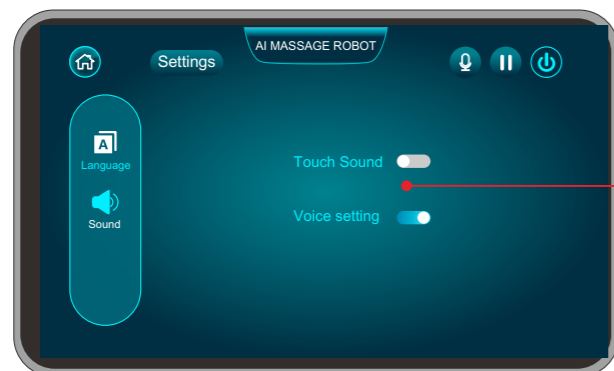 AI MASSAGE ROBOT
Settings
A
Language
Sound
Touch Sound
Voice setting